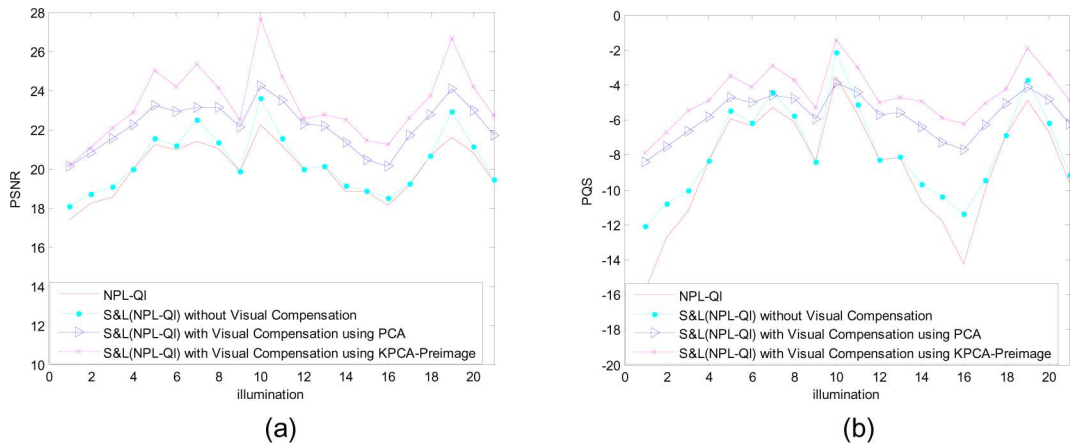 28
26
24
22
20
18
16
14
12
10
PSNR
0 2 4 6 8 10 12 14 16 18 20
illumination
NPL-QI
S&L(NPL-QI) without Visual Compensation
S&L(NPL-QI) with Visual Compensation using PCA
S&L(NPL-QI) with Visual Compensation using KPCA-Preimage
(a)
-0
-2
-4
-6
-8
-10
-12
-14
-16
-18
-20
PQS
0 2 4 6 8 10 12 14 16 18 20
illumination
NPL-QI
S&L(NPL-QI) without Visual Compensation
S&L(NPL-QI) with Visual Compensation using PCA
S&L(NPL-QI) with Visual Compensation using KPCA-Preimage
(b)